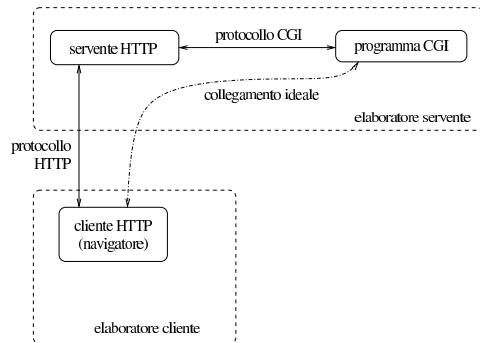 protocollo CGI
servente HTTP
programma CGI
collegamento ideale
elaboratore servente
protocollo
HTTP
cliente HTTP
(navigatore)
elaboratore cliente